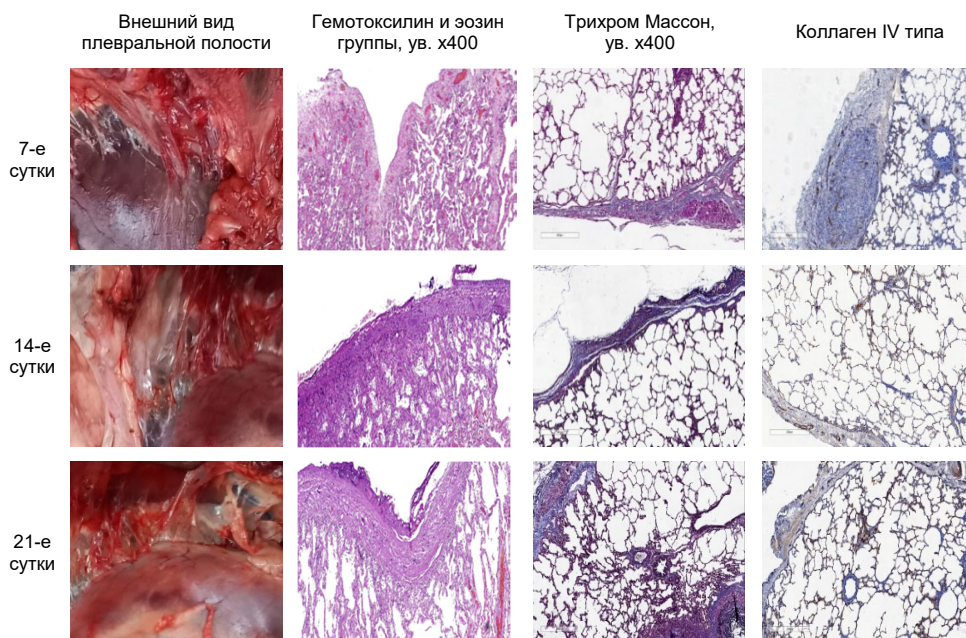 Внешний вид
плевральной полости
Гемотоксилин и эозин
группы, ув. х400
Трихром Массон,
ув. х400
Коллаген IV типа
7-е
сутки
14-е
сутки
21-е
сутки